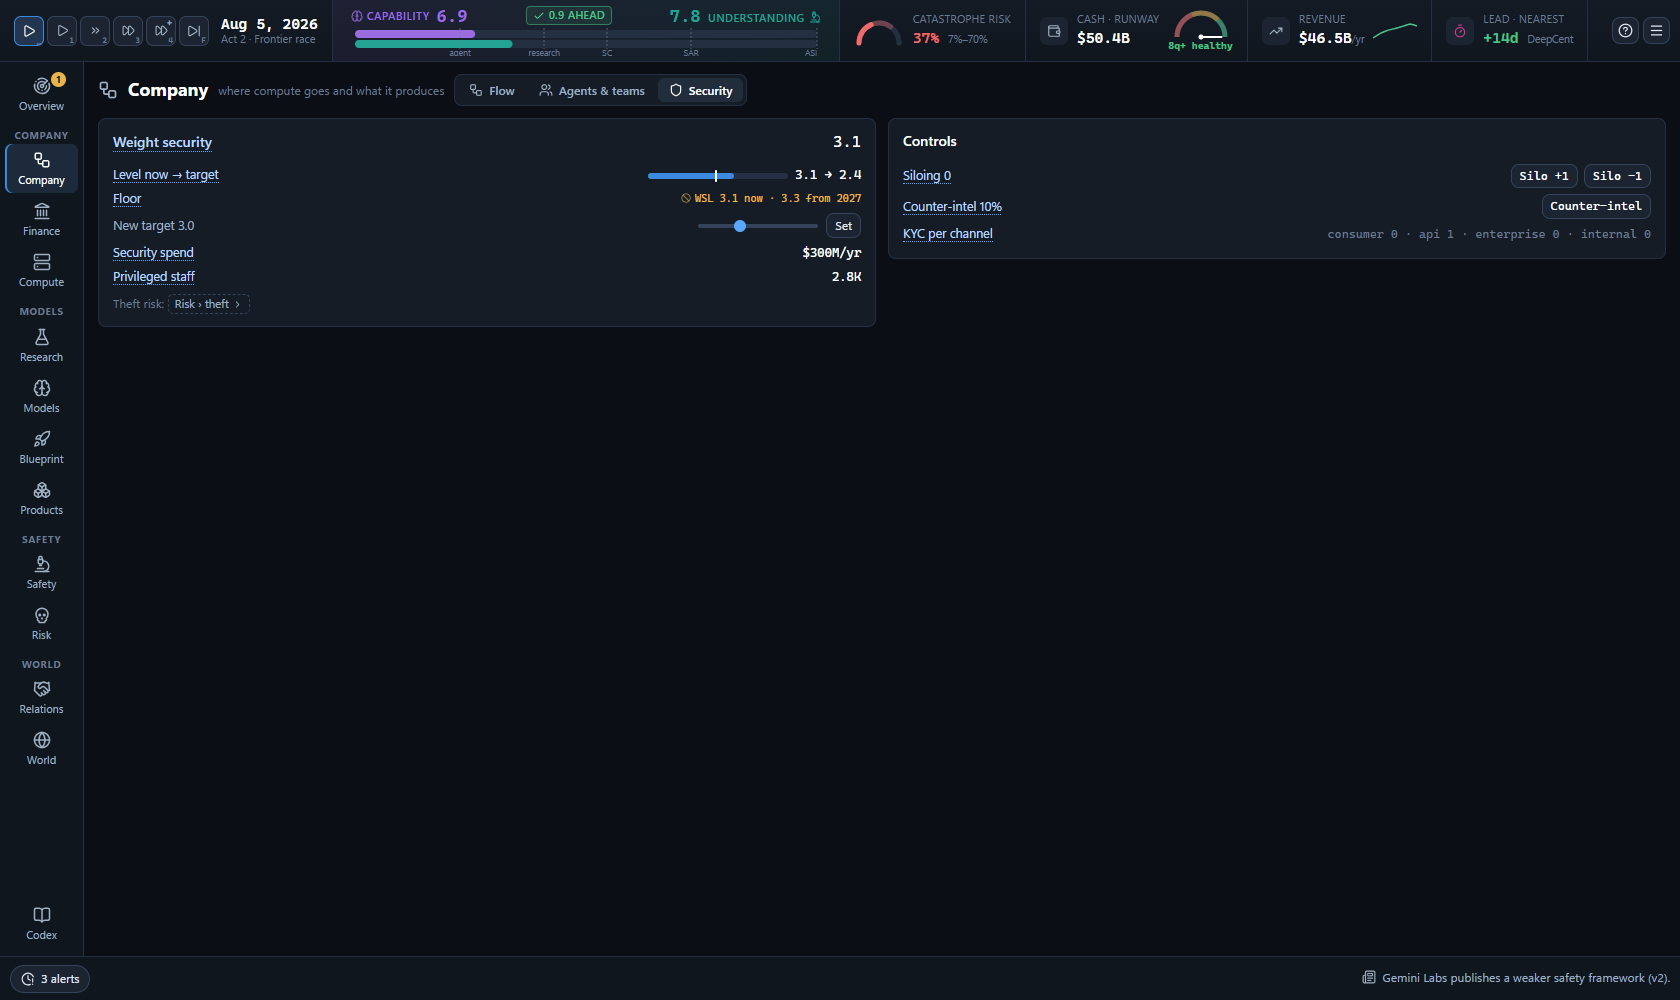 1
2
3
4
F
Aug 5, 2026
Act 2 · Frontier race
CAPABILITY 6.9
0.9 AHEAD
7.8 UNDERSTANDING
agent
research
SC
SAR
ASI
CATASTROPHE RISK
37% 7%–70%
CASH · RUNWAY
$50.4B
8q+ healthy
REVENUE
$46.5B/yr
LEAD · NEAREST
+14d DeepCent
1
Overview
COMPANY
Company
Finance
Compute
MODELS
Research
Models
Blueprint
Products
SAFETY
Safety
Risk
WORLD
Relations
World
Codex
Company where compute goes and what it produces
Flow
Agents & teams
Security
Weight security 3.1
Level now → target 3.1 → 2.4
Floor WSL 3.1 now · 3.3 from 2027
New target 3.0 Set
Security spend $300M/yr
Privileged staff 2.8K
Theft risk: Risk › theft ›
Controls
Siloing 0 Silo +1 Silo −1
Counter-intel 10% Counter-intel
KYC per channel consumer 0 · api 1 · enterprise 0 · internal 0
3 alerts
Gemini Labs publishes a weaker safety framework (v2).